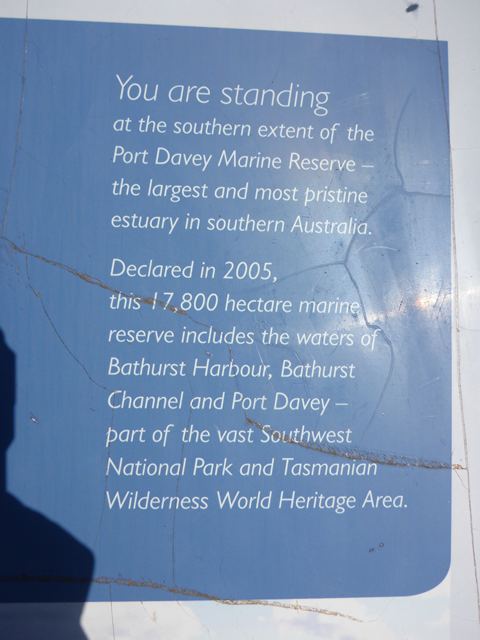 You are standing
at the southern extent of the
Port Davey Marine Reserve –
the largest and most pristine
estuary in southern Australia.
Declared in 2005,
this 17,800 hectare marine
reserve includes the waters of
Bathurst Harbour, Bathurst
Channel and Port Davey –
part of the vast Southwest
National Park and Tasmanian
Wilderness World Heritage Area.